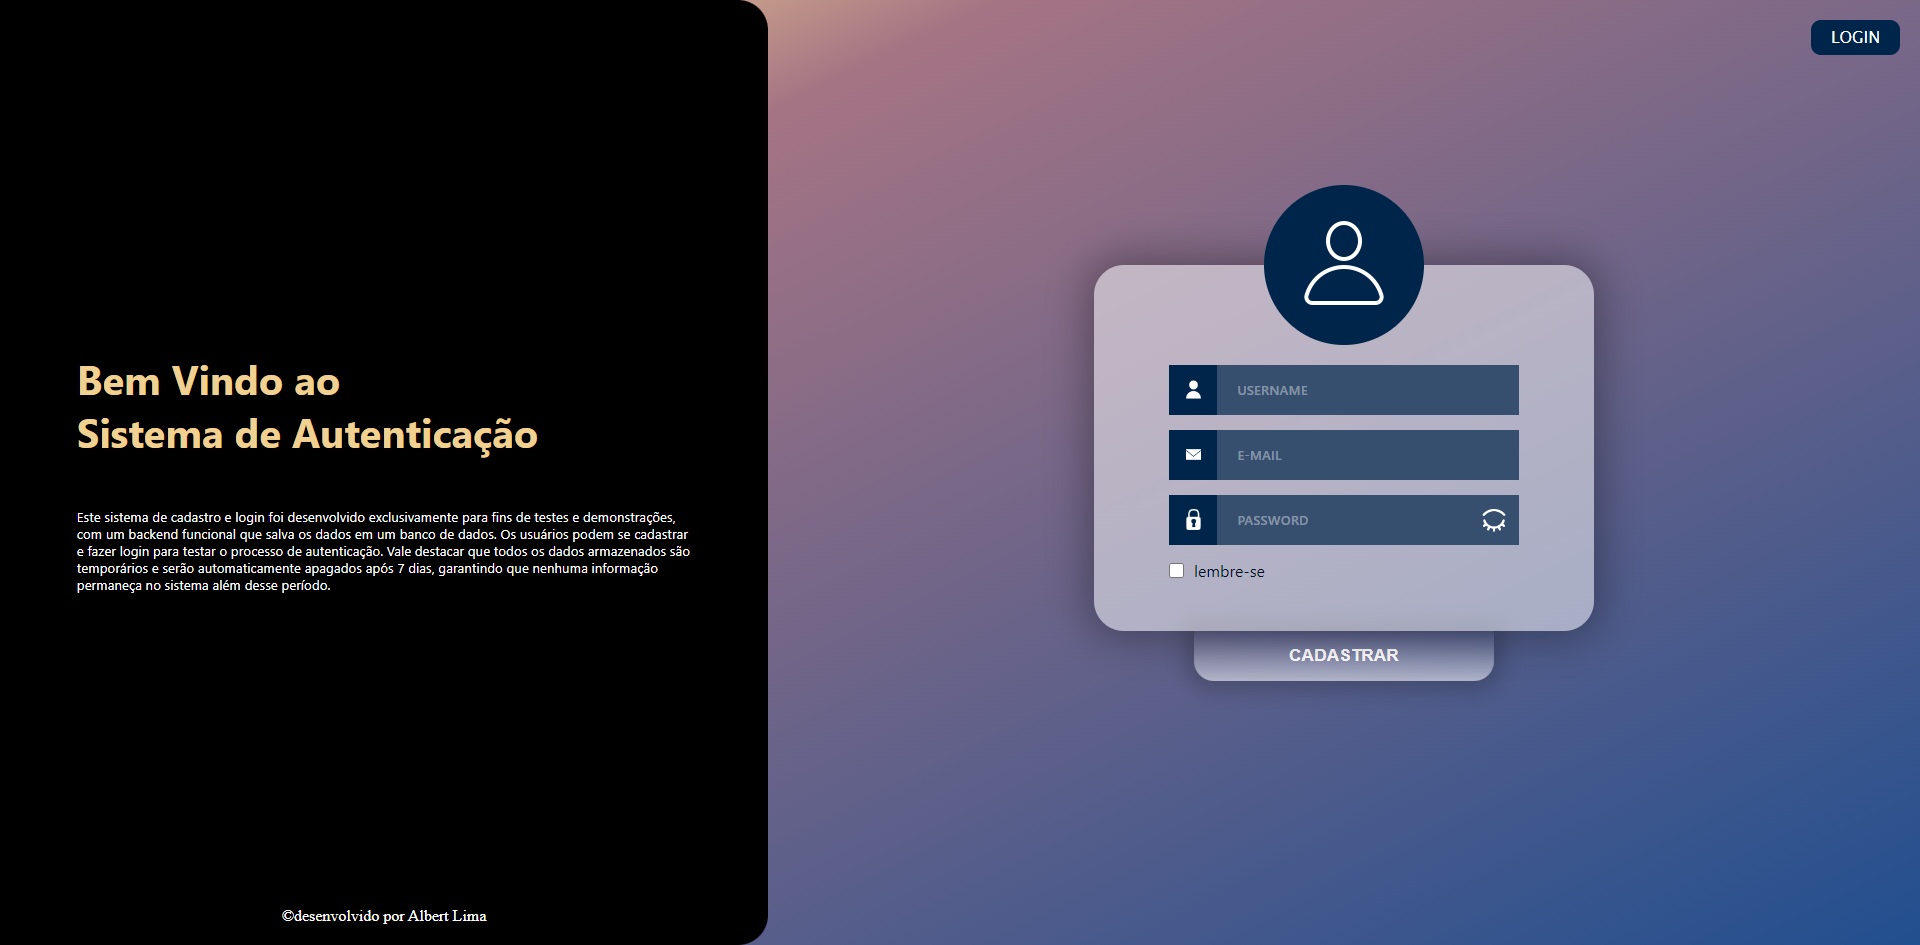 LOGIN
Bem Vindo ao
Sistema de Autenticação
Este sistema de cadastro e login foi desenvolvido exclusivamente para fins de testes e demonstrações,
com um backend funcional que salva os dados em um banco de dados. Os usuários podem se cadastrar
e fazer login para testar o processo de autenticação. Vale destacar que todos os dados armazenados são
temporários e serão automaticamente apagados após 7 dias, garantindo que nenhuma informação
permaneça no sistema além desse período.
©desenvolvido por Albert Lima
USERNAME
E-MAIL
PASSWORD
lembre-se
CADASTRAR